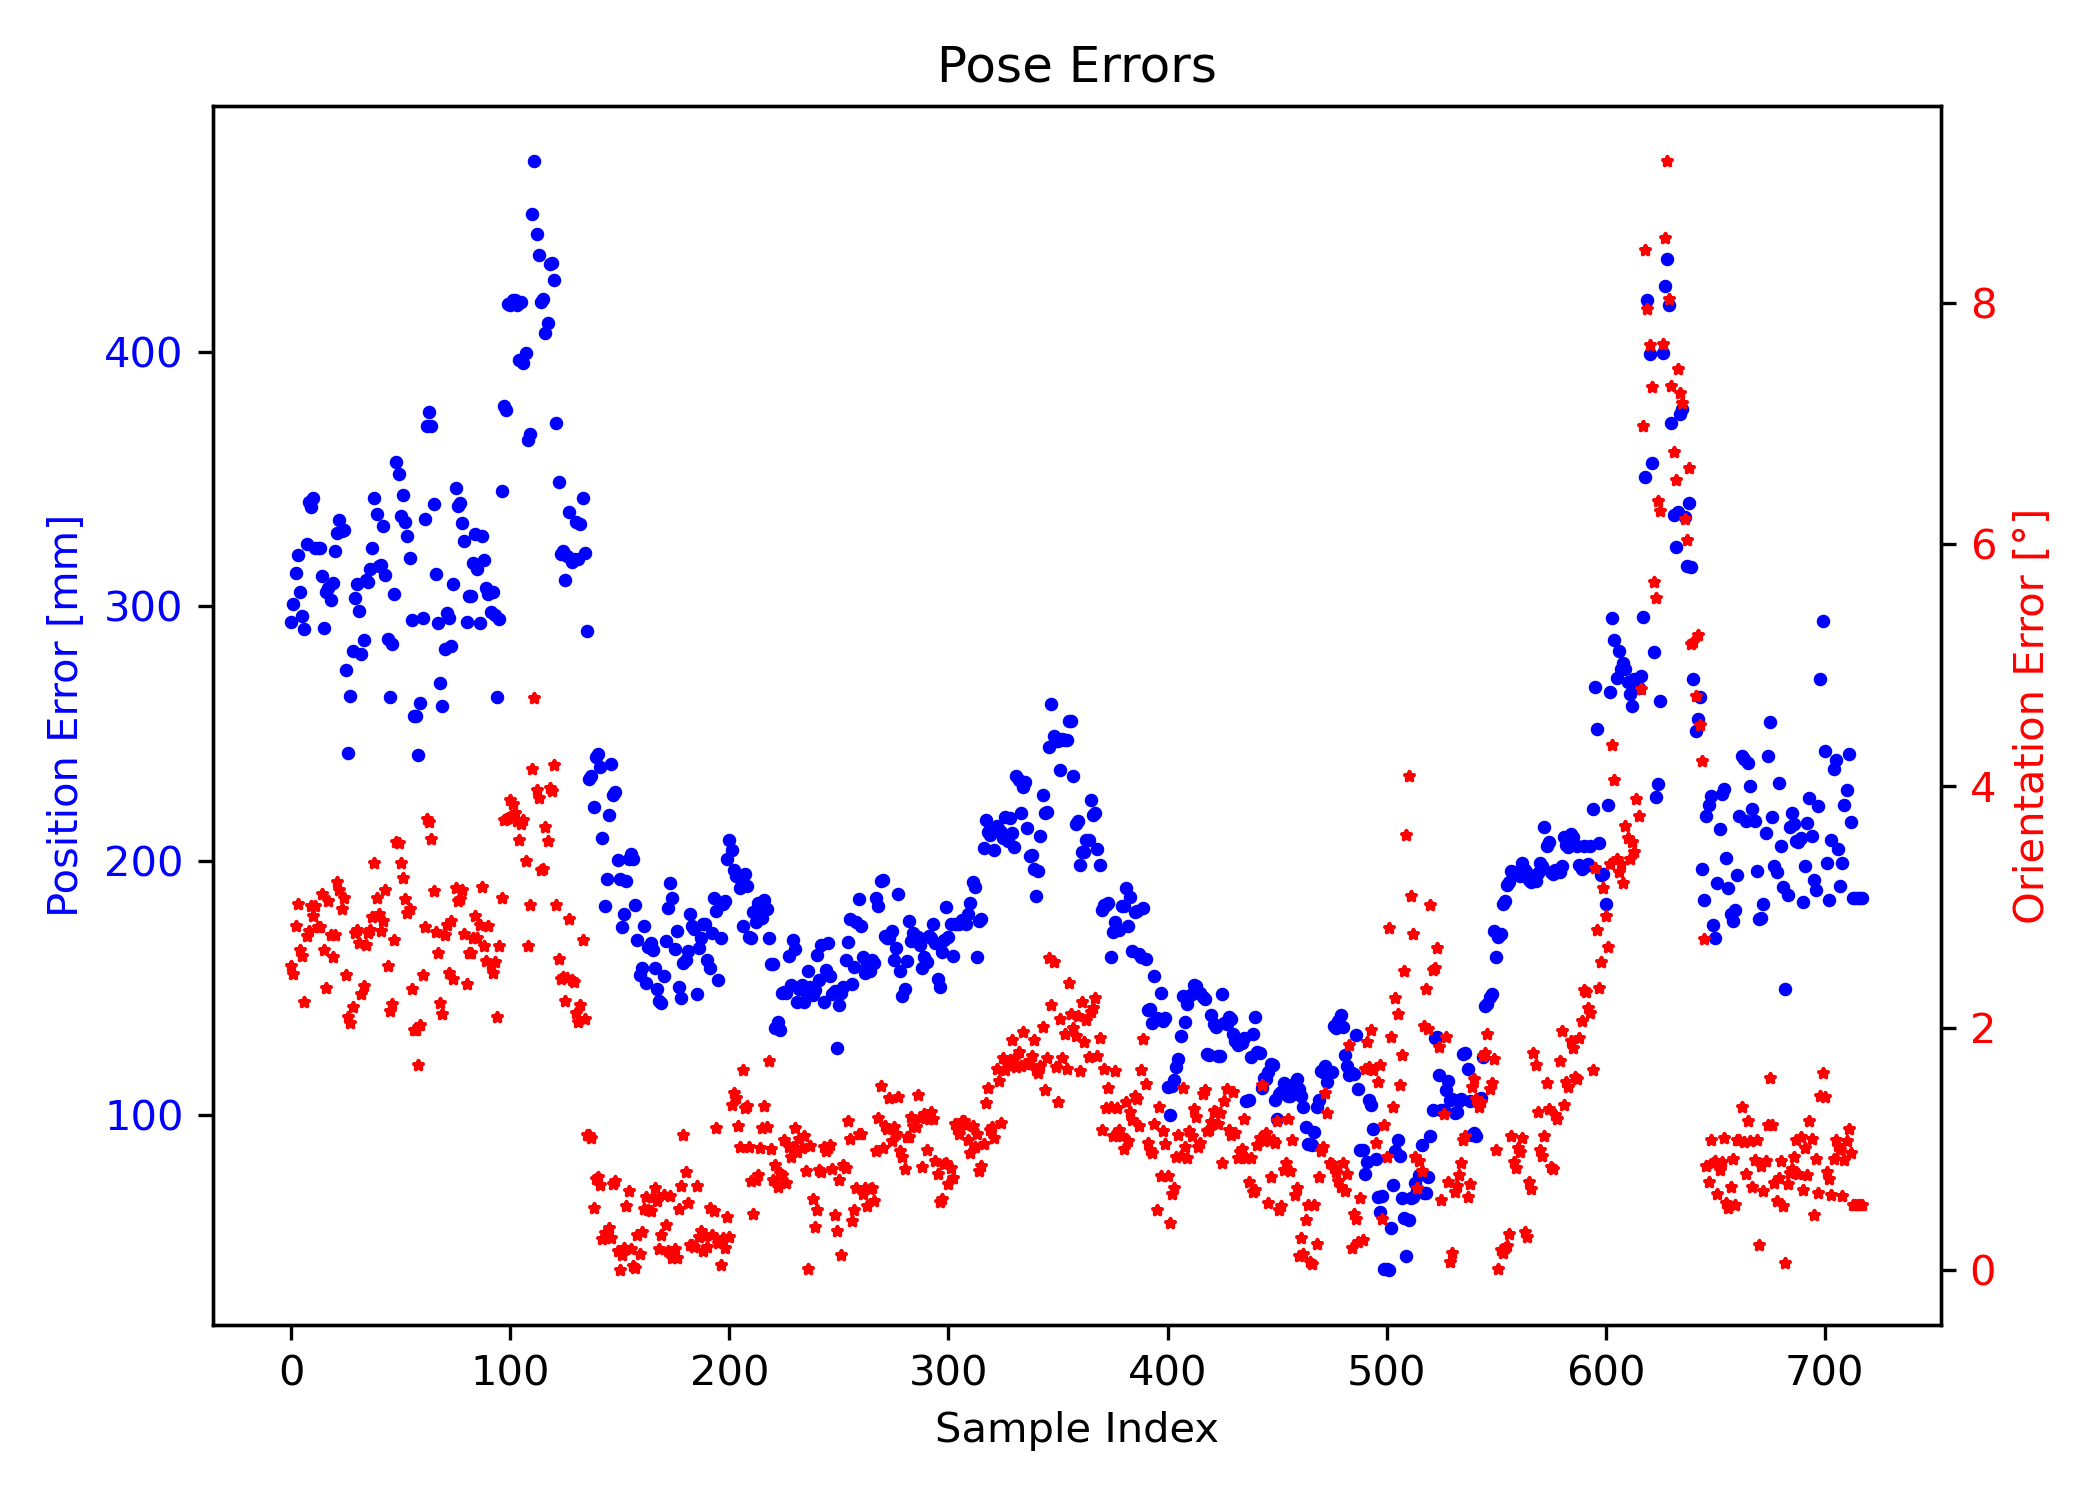 Pose Errors
Position Error [mm]
400
300
200
100
8
6
4
2
0
Orientation Error [°]
0 100 200 300 400 500 600 700
Sample Index